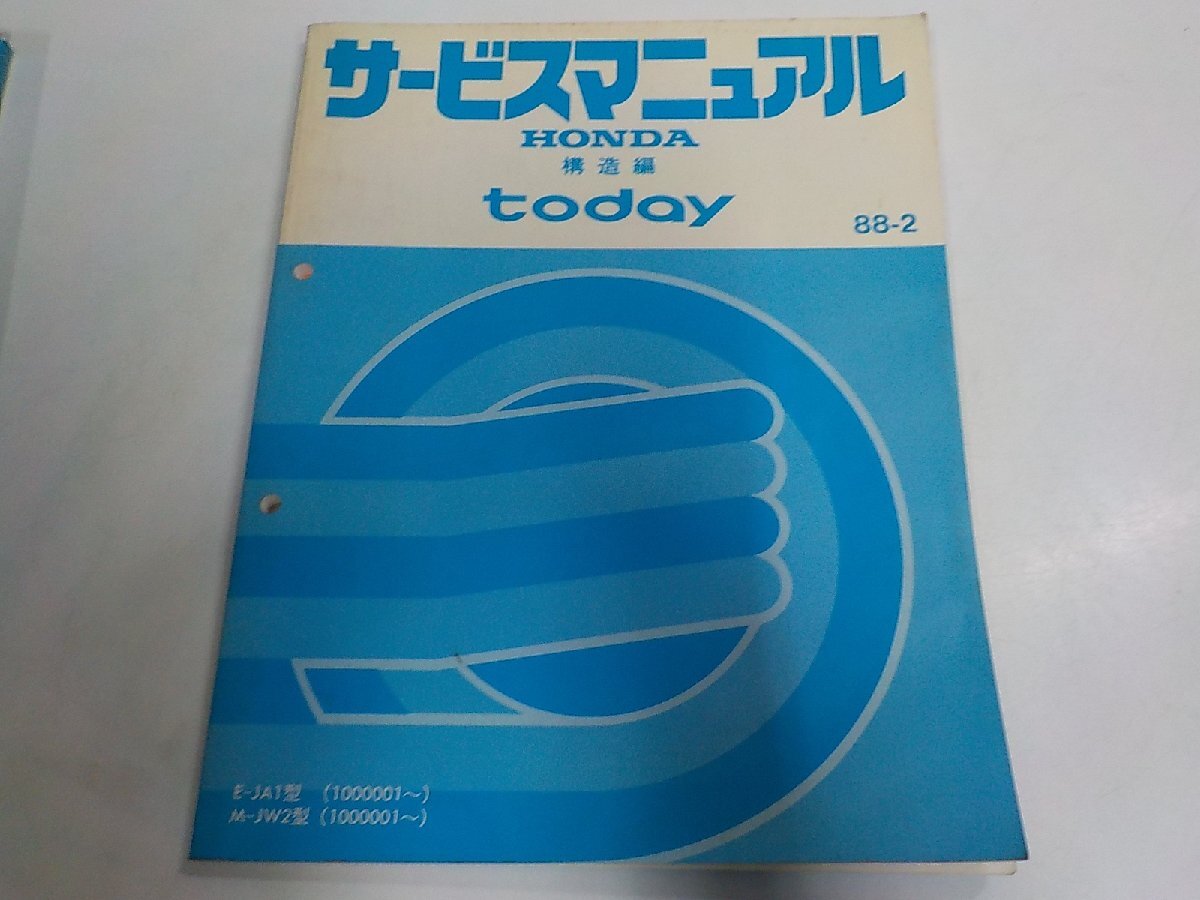 サービスマニュアル
HONDA
構造編
today
88-2
E-JA1型 (1000001〜)
M-JW2型 (1000001〜)